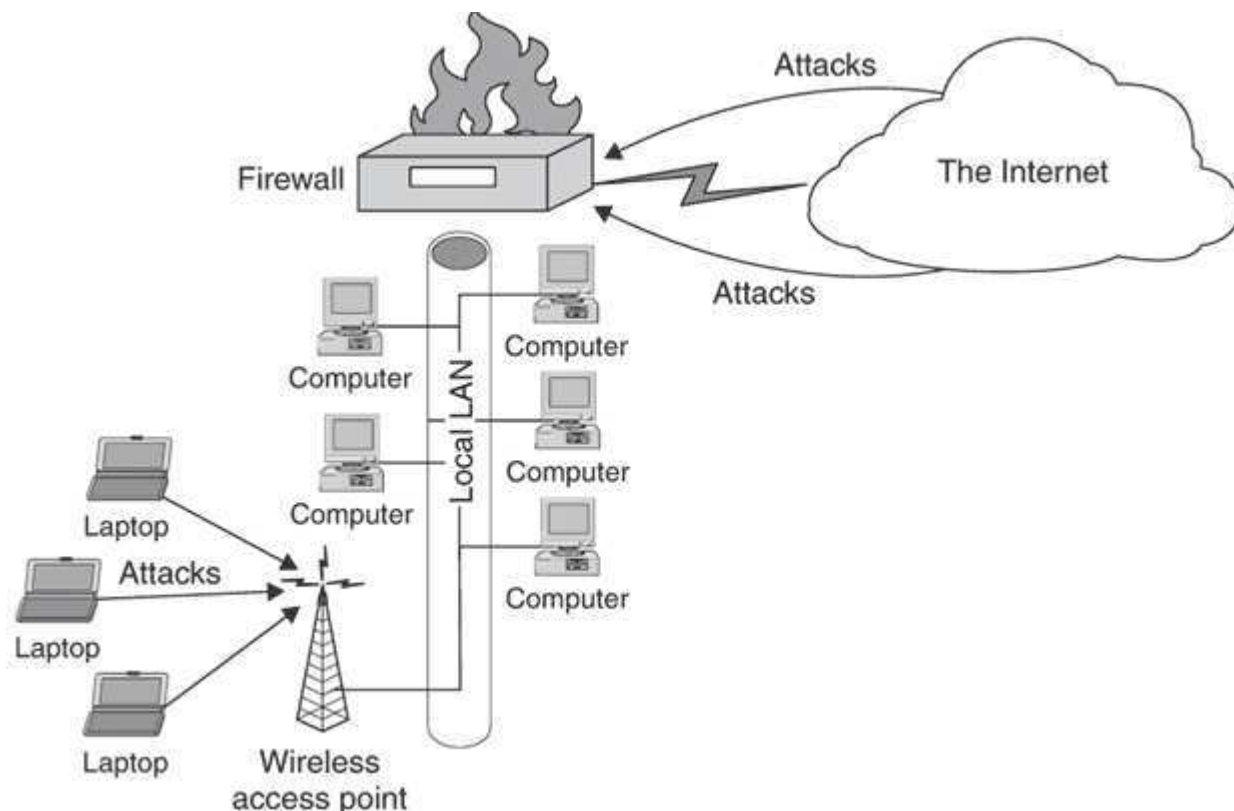 Attacks
Firewall
The Internet
Attacks
Computer
Computer
Local LAN
Computer
Computer
Computer
Laptop
Attacks
Laptop
Laptop
Wireless
access point